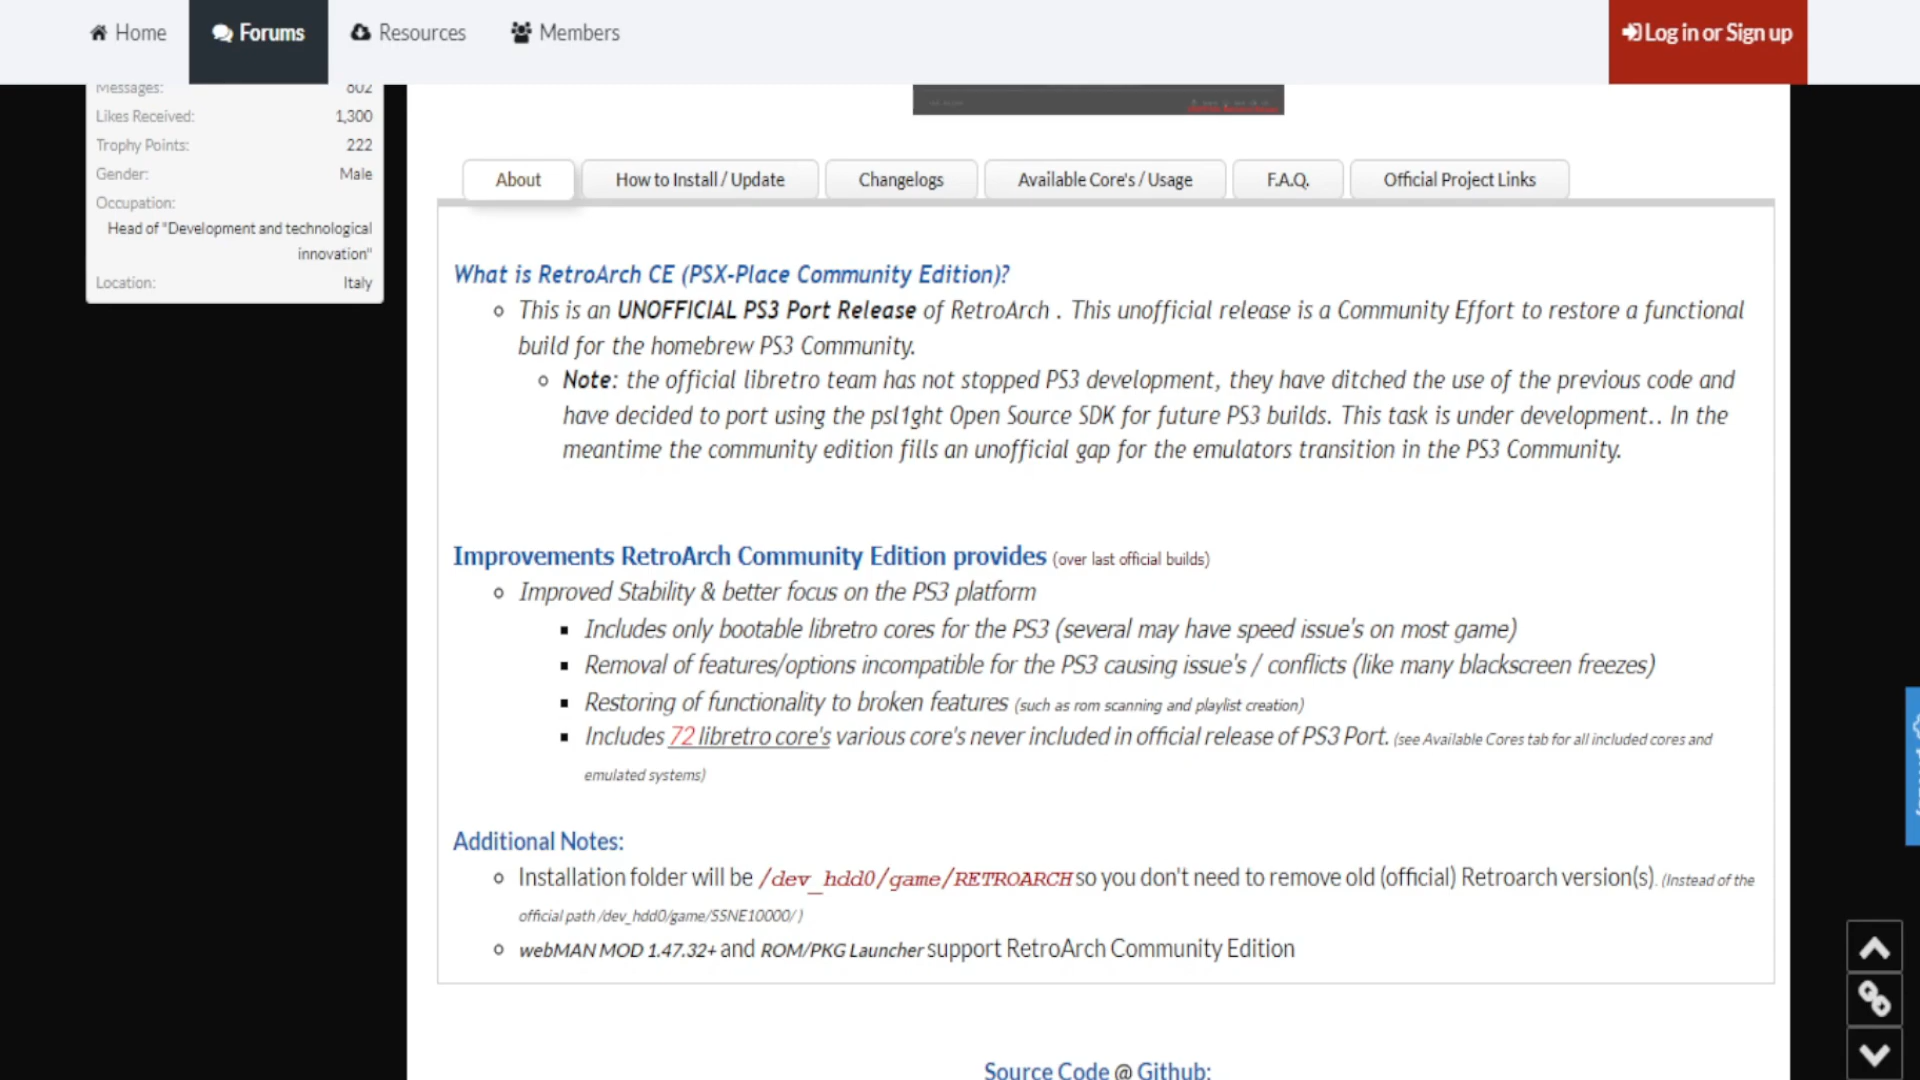 Home
Forums
Resources
Members
Log in or Sign up
Messages: 602
Likes Received: 1,300
Trophy Points: 222
Gender: Male
Occupation:
Head of "Development and technological
innovation"
Location: Italy
About
How to Install / Update
Changelogs
Available Core's / Usage
F.A.Q.
Official Project Links
What is RetroArch CE (PSX-Place Community Edition)?
This is an UNOFFICIAL PS3 Port Release of RetroArch . This unofficial release is a Community Effort to restore a functional
build for the homebrew PS3 Community.
Note: the official libretro team has not stopped PS3 development, they have ditched the use of the previous code and
have decided to port using the psl1ght Open Source SDK for future PS3 builds. This task is under development.. In the
meantime the community edition fills an unofficial gap for the emulators transition in the PS3 Community.
Improvements RetroArch Community Edition provides (over last official builds)
Improved Stability & better focus on the PS3 platform
Includes only bootable libretro cores for the PS3 (several may have speed issue's on most game)
Removal of features/options incompatible for the PS3 causing issue's / conflicts (like many blackscreen freezes)
Restoring of functionality to broken features (such as rom scanning and playlist creation)
Includes 72 libretro core's various core's never included in official release of PS3 Port. (see Available Cores tab for all included cores and
emulated systems)
Additional Notes:
Installation folder will be /dev_hdd0/game/RETROARCH so you don't need to remove old (official) Retroarch version(s). (Instead of the
official path /dev_hdd0/game/SSNE10000/ )
webMAN MOD 1.47.32+ and ROM/PKG Launcher support RetroArch Community Edition
Source Code @ Github: